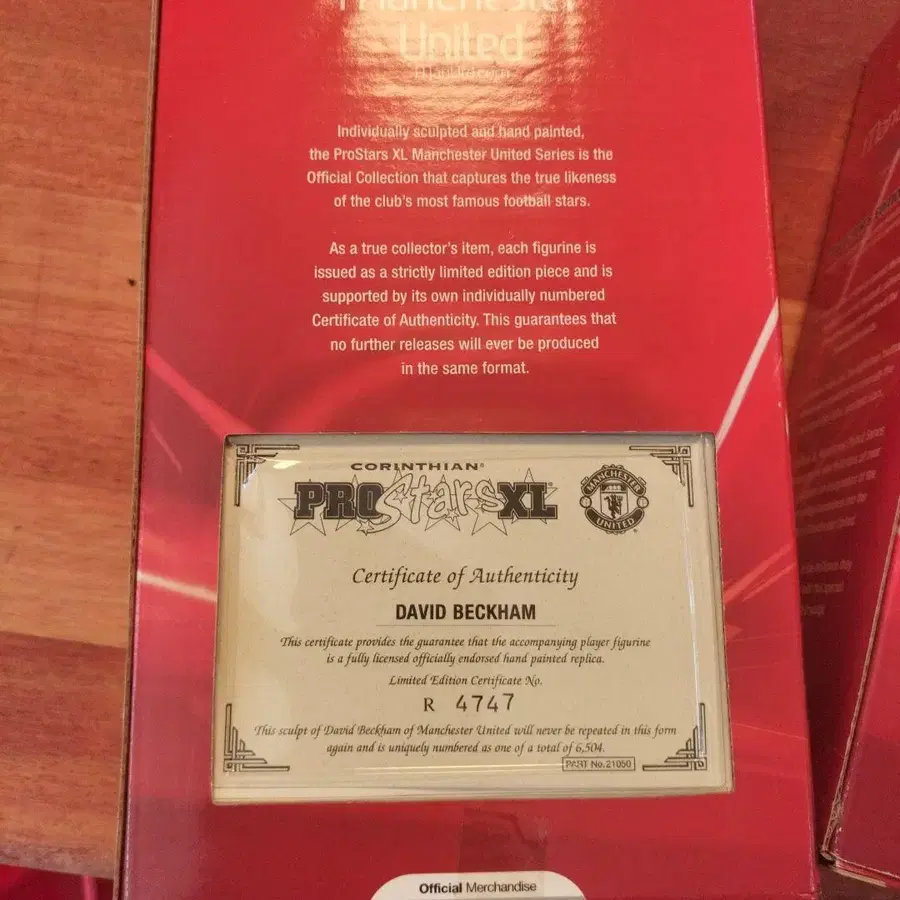 Manchester
United
Individually sculpted and hand painted,
the ProStars XL Manchester United Series is the
Official Collection that captures the true likeness
of the club's most famous football stars.
As a true collector's item, each figurine is
issued as a strictly limited edition piece and is
supported by its own individually numbered
Certificate of Authenticity. This guarantees that
no further releases will ever be produced
in the same format.
CORINTHIAN®
PROStarsXL®
MANCHESTER
UNITED
Certificate of Authenticity
DAVID BECKHAM
This certificate provides the guarantee that the accompanying player figurine
is a fully licensed officially endorsed hand painted replica.
Limited Edition Certificate No.
R 4747
This sculpt of David Beckham of Manchester United will never be repeated in this form
again and is uniquely numbered as one of a total of 6,504.
PART No.21050
Official Merchandise